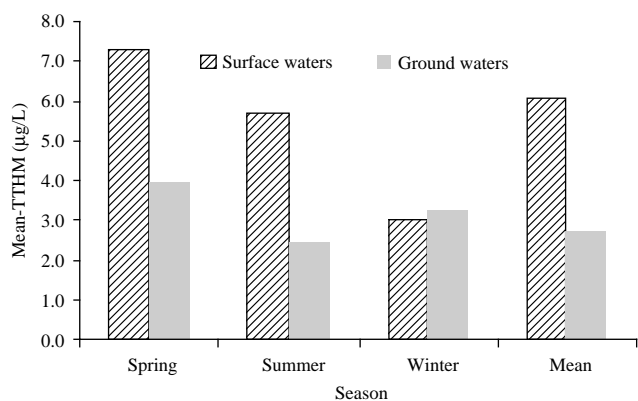 8.0
7.0
6.0
5.0
4.0
3.0
2.0
1.0
0.0
Mean-TTHM (µg/L)
Surface waters Ground waters
Spring Summer Winter Mean
Season